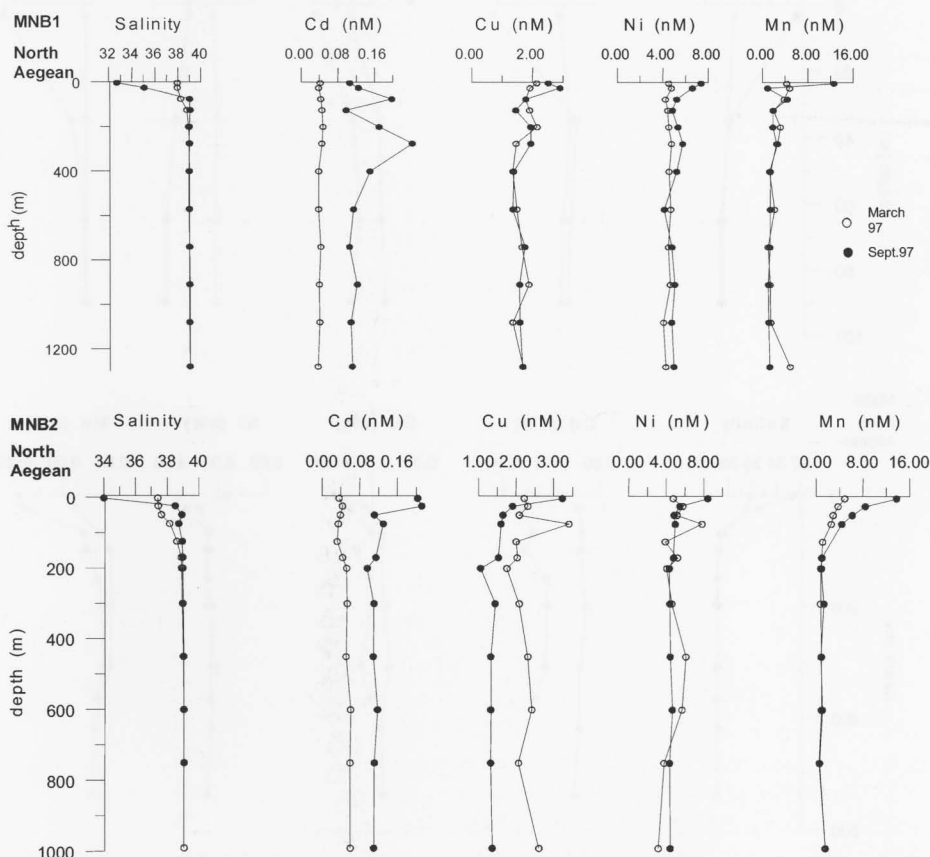 MNB1 Salinity Cd (nM) Cu (nM) Ni (nM) Mn (nM)
North Aegean
32 34 36 38 40 0.00 0.08 0.16 0.00 2.00 0.00 4.00 8.00 0.00 8.00 16.00
0
400
800
1200
depth (m)
March 97
Sept.97
MNB2 Salinity Cd (nM) Cu (nM) Ni (nM) Mn (nM)
North Aegean
34 36 38 40 0.00 0.08 0.16 1.00 2.00 3.00 0.00 4.00 8.00 0.00 8.00 16.00
0
200
400
600
800
1000
depth (m)